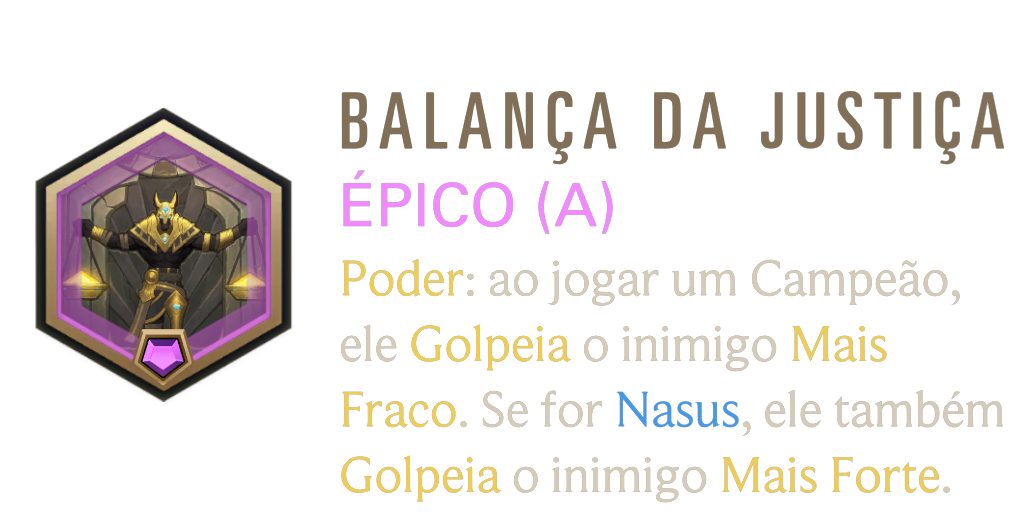 BALANÇA DA JUSTIÇA
ÉPICO (A)
Poder: ao jogar um Campeão,
ele Golpeia o inimigo Mais
Fraco. Se for Nasus, ele também
Golpeia o inimigo Mais Forte.